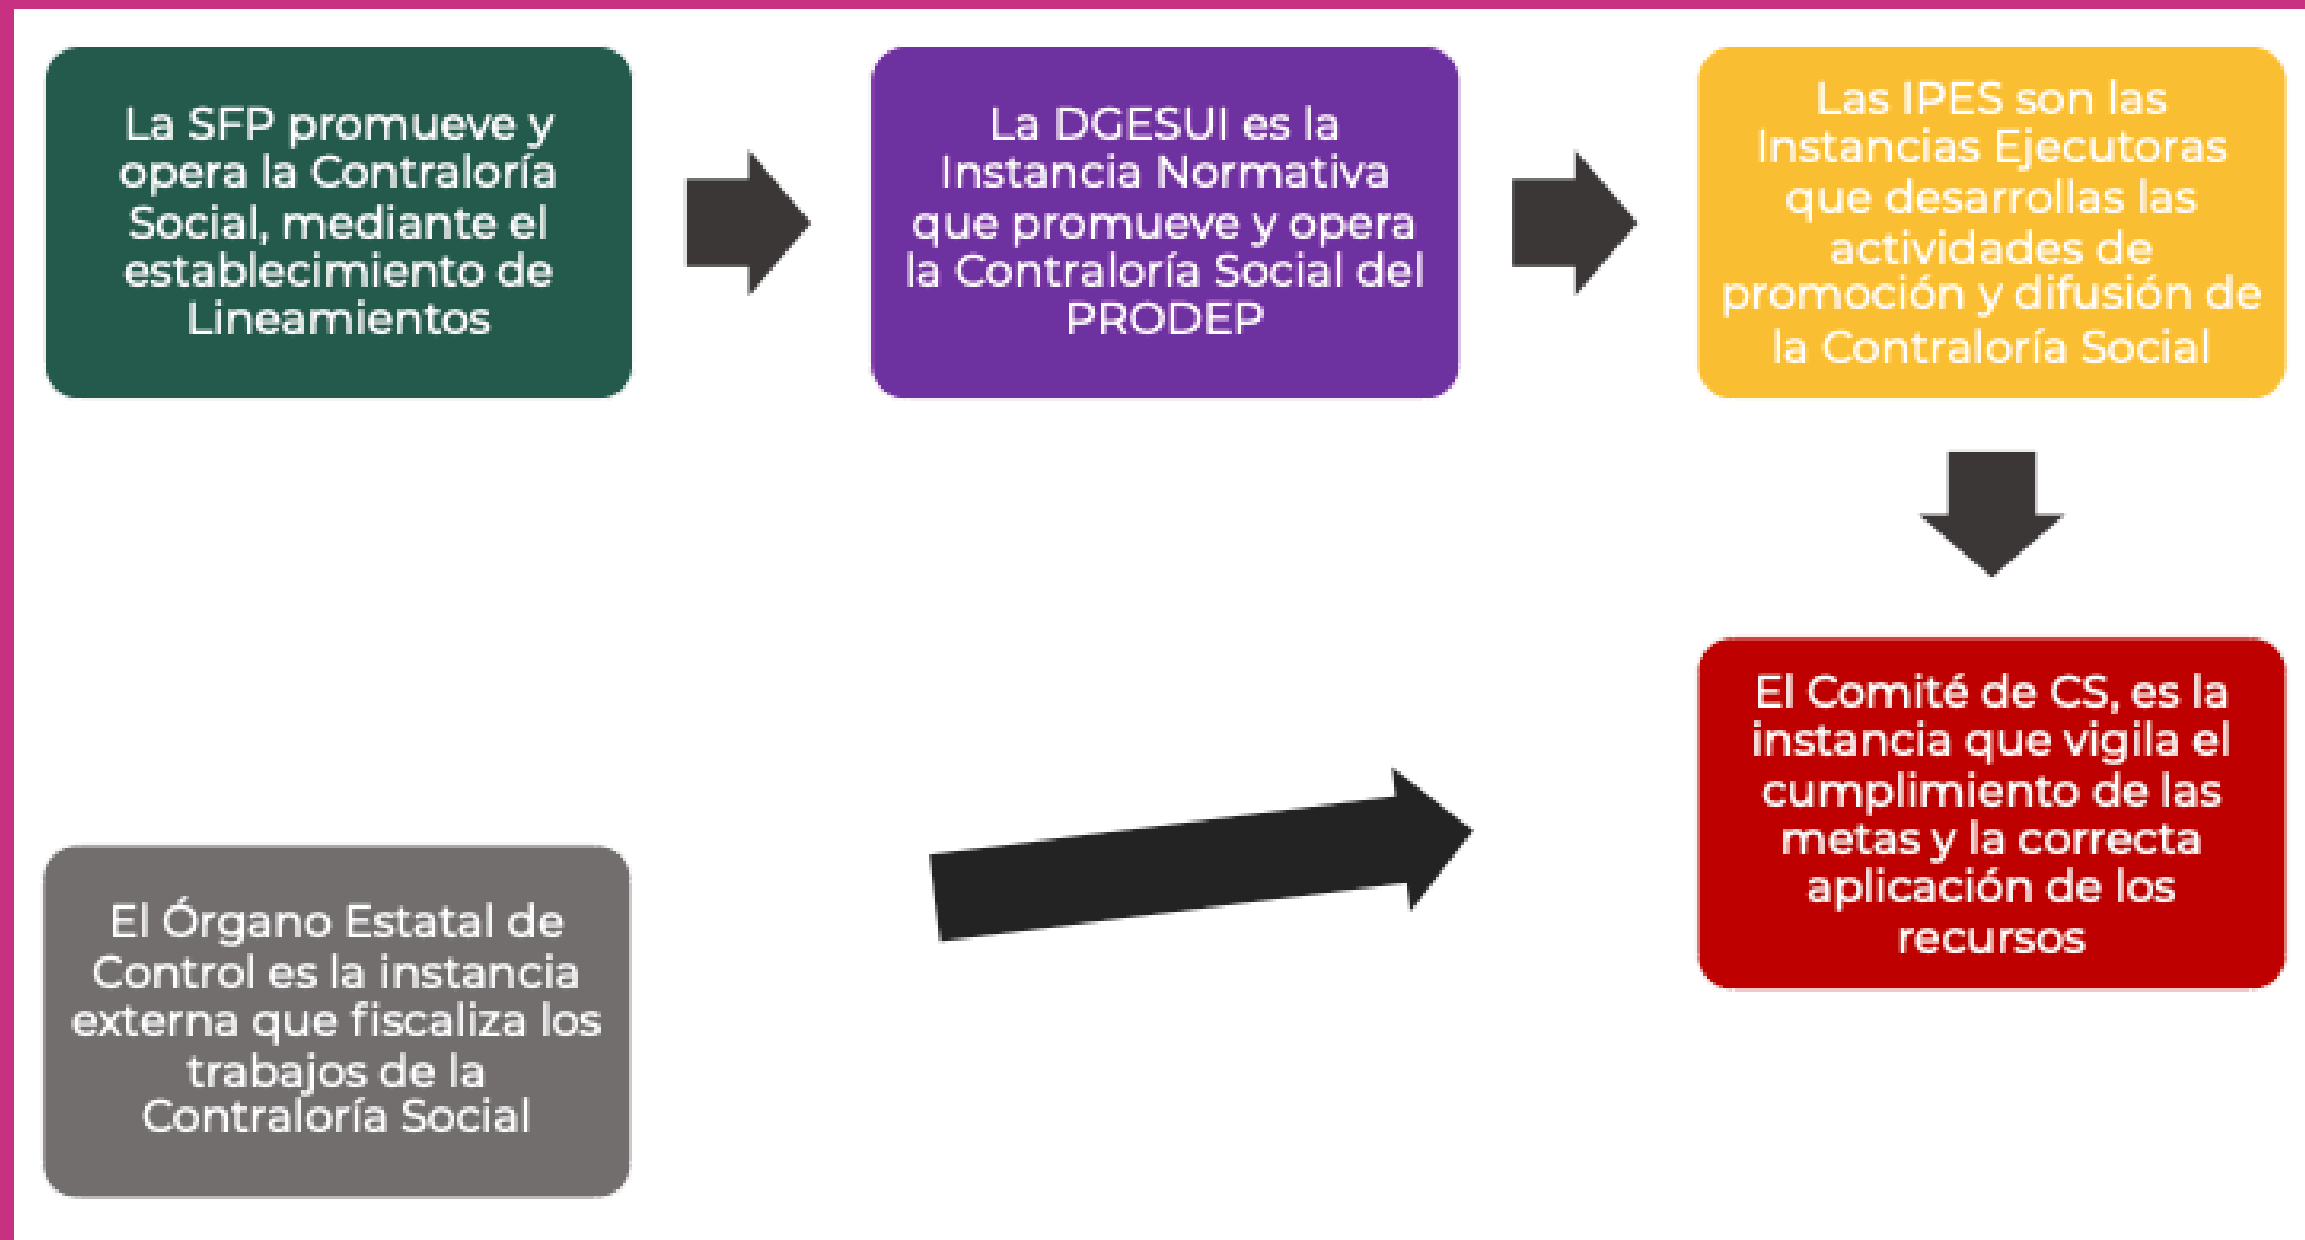 La SFP promueve y
opera la Contraloría
Social, mediante el
establecimiento de
Lineamientos
La DGESUI es la
Instancia Normativa
que promueve y opera
la Contraloría Social del
PRODEP
Las IPES son las
Instancias Ejecutoras
que desarrollas las
actividades de
promoción y difusión de
la Contraloría Social
El Comité de CS, es la
instancia que vigila el
cumplimiento de las
metas y la correcta
aplicación de los
recursos
El Órgano Estatal de
Control es la instancia
externa que fiscaliza los
trabajos de la
Contraloría Social